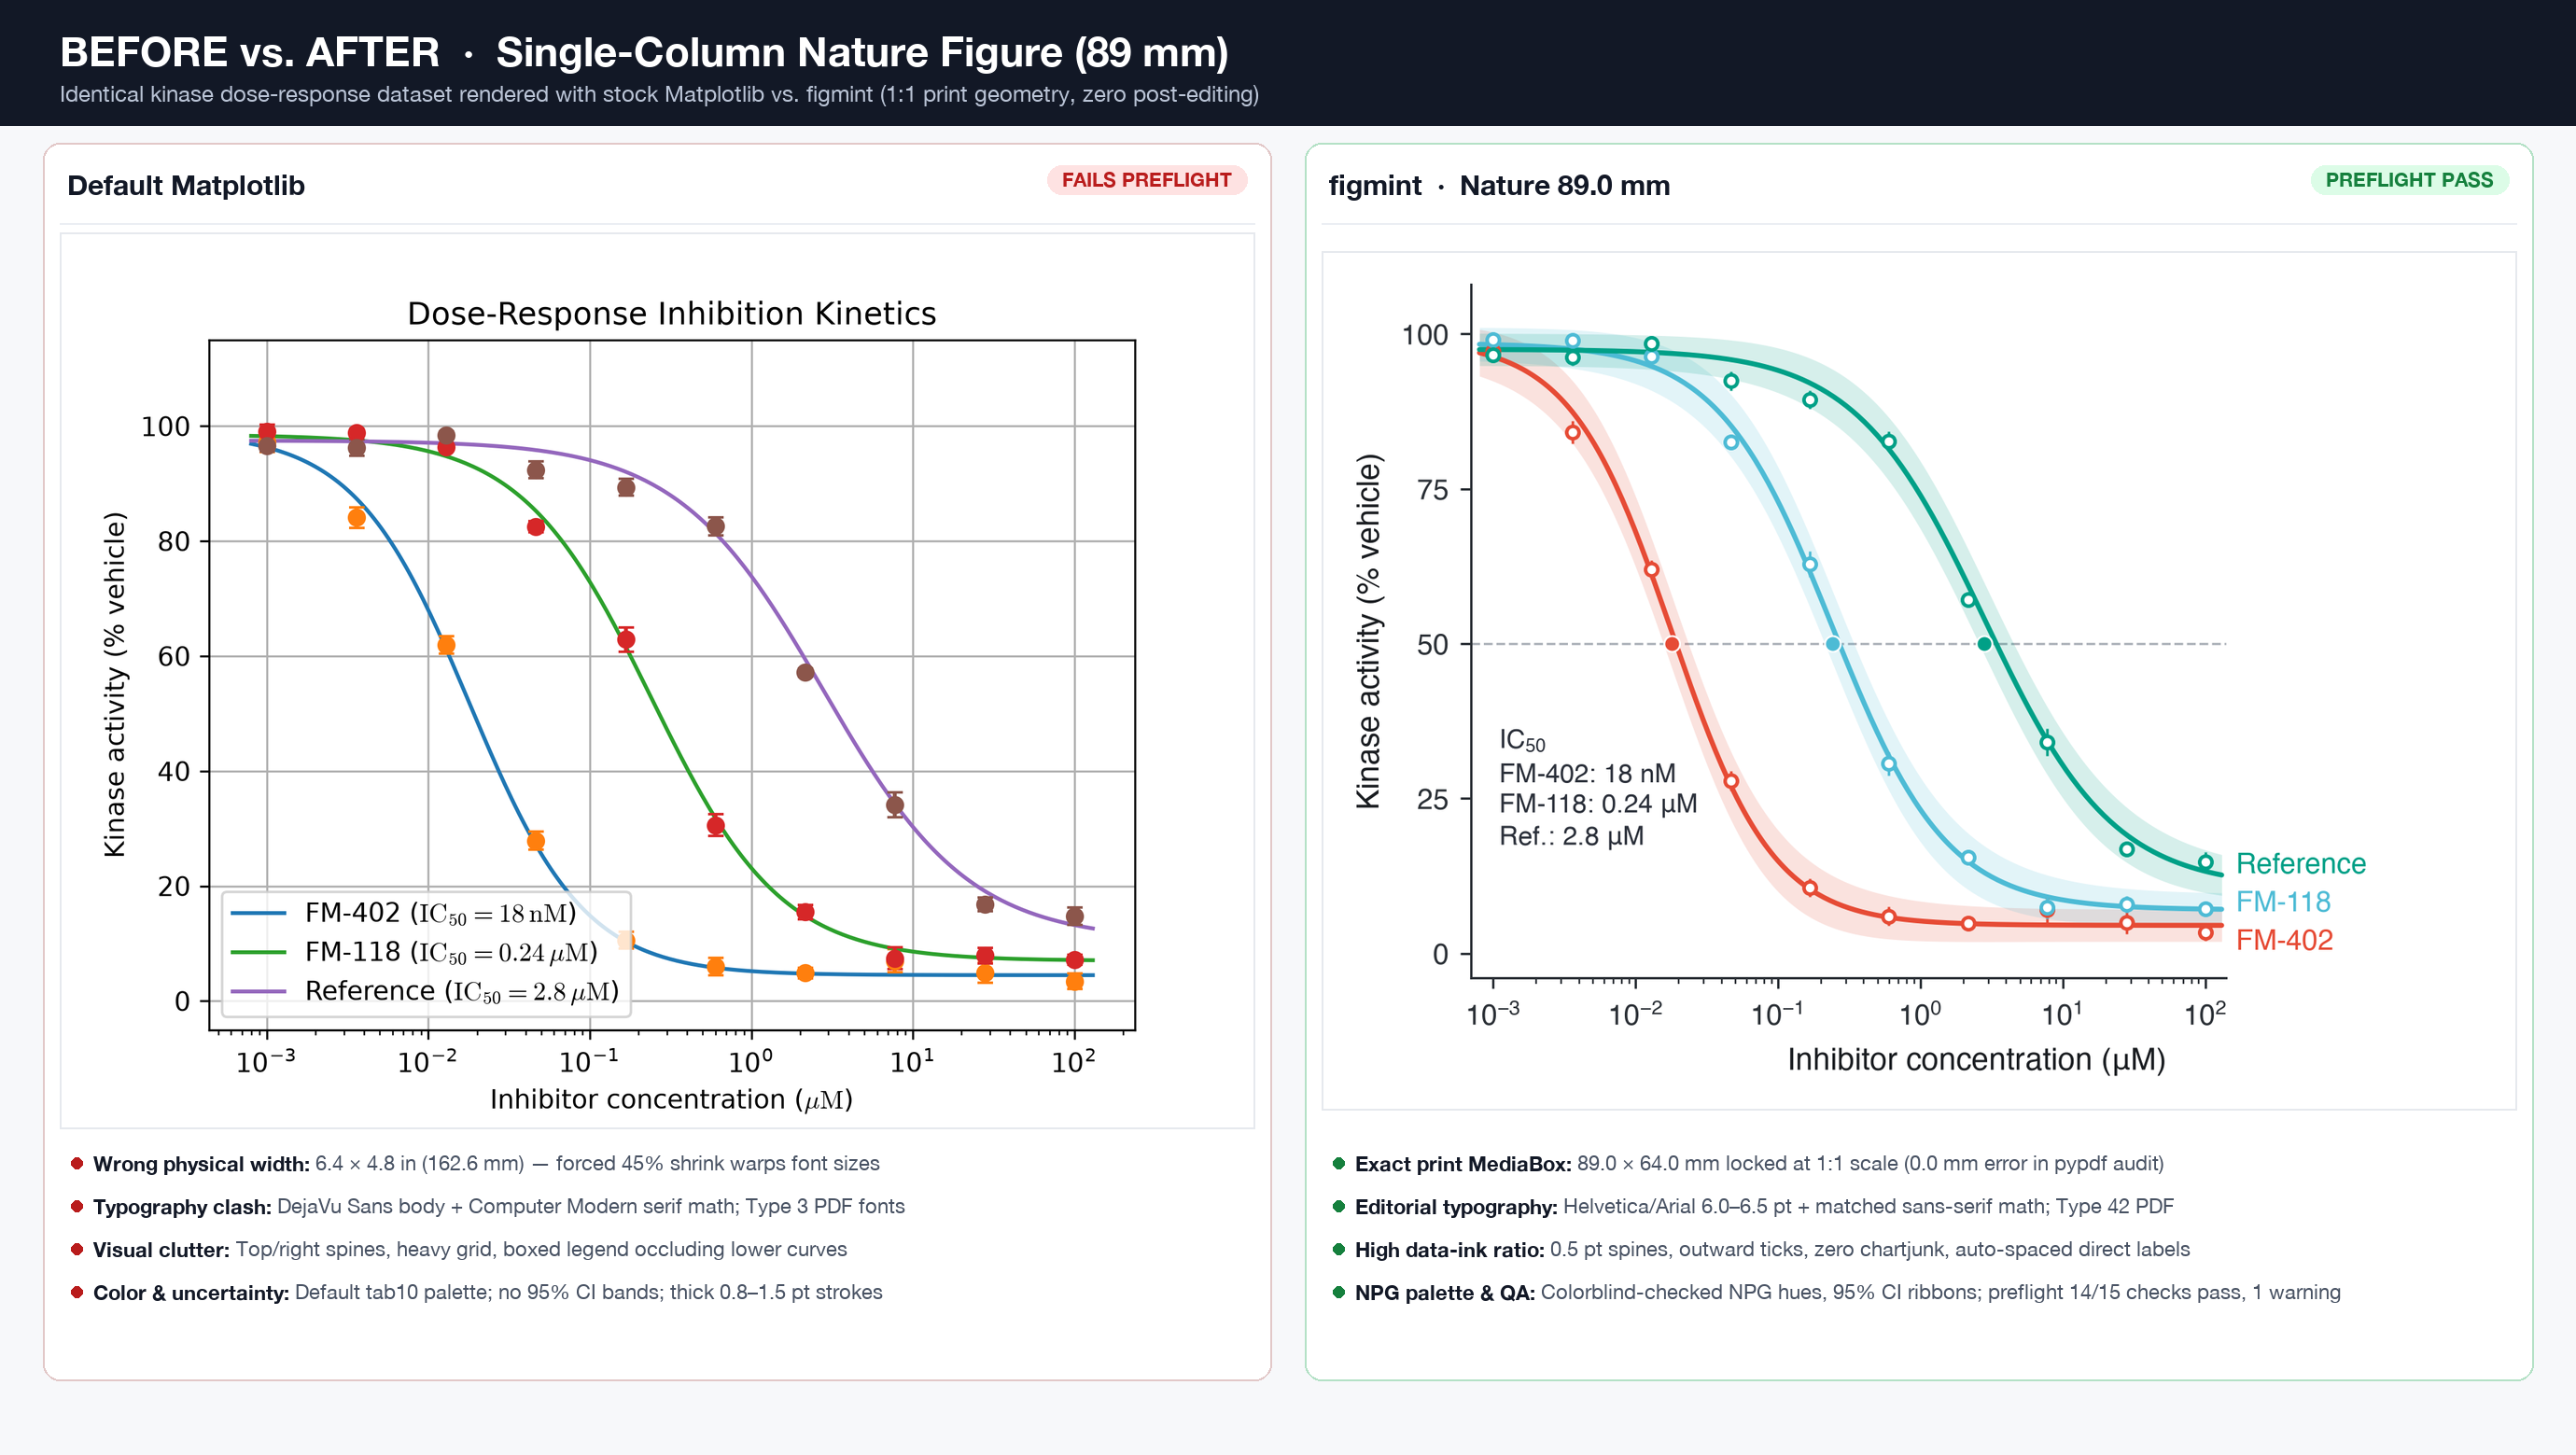 BEFORE vs. AFTER · Single-Column Nature Figure (89 mm)
Identical kinase dose-response dataset rendered with stock Matplotlib vs. figmint (1:1 print geometry, zero post-editing)
Default Matplotlib
FAILS PREFLIGHT
Dose-Response Inhibition Kinetics
Kinase activity (% vehicle)
100
80
60
40
20
0
FM-402 (IC₅₀ = 18 nM)
FM-118 (IC₅₀ = 0.24 μM)
Reference (IC₅₀ = 2.8 μM)
10⁻³ 10⁻² 10⁻¹ 10⁰ 10¹ 10²
Inhibitor concentration (μM)
Wrong physical width: 6.4 × 4.8 in (162.6 mm) — forced 45% shrink warps font sizes
Typography clash: DejaVu Sans body + Computer Modern serif math; Type 3 PDF fonts
Visual clutter: Top/right spines, heavy grid, boxed legend occluding lower curves
Color & uncertainty: Default tab10 palette; no 95% CI bands; thick 0.8–1.5 pt strokes
figmint · Nature 89.0 mm
PREFLIGHT PASS
Kinase activity (% vehicle)
100
75
50
25
0
IC₅₀
FM-402: 18 nM
FM-118: 0.24 μM
Ref.: 2.8 μM
Reference
FM-118
FM-402
10⁻³ 10⁻² 10⁻¹ 10⁰ 10¹ 10²
Inhibitor concentration (μM)
Exact print MediaBox: 89.0 × 64.0 mm locked at 1:1 scale (0.0 mm error in pypdf audit)
Editorial typography: Helvetica/Arial 6.0–6.5 pt + matched sans-serif math; Type 42 PDF
High data-ink ratio: 0.5 pt spines, outward ticks, zero chartjunk, auto-spaced direct labels
NPG palette & QA: Colorblind-checked NPG hues, 95% CI ribbons; preflight 14/15 checks pass, 1 warning